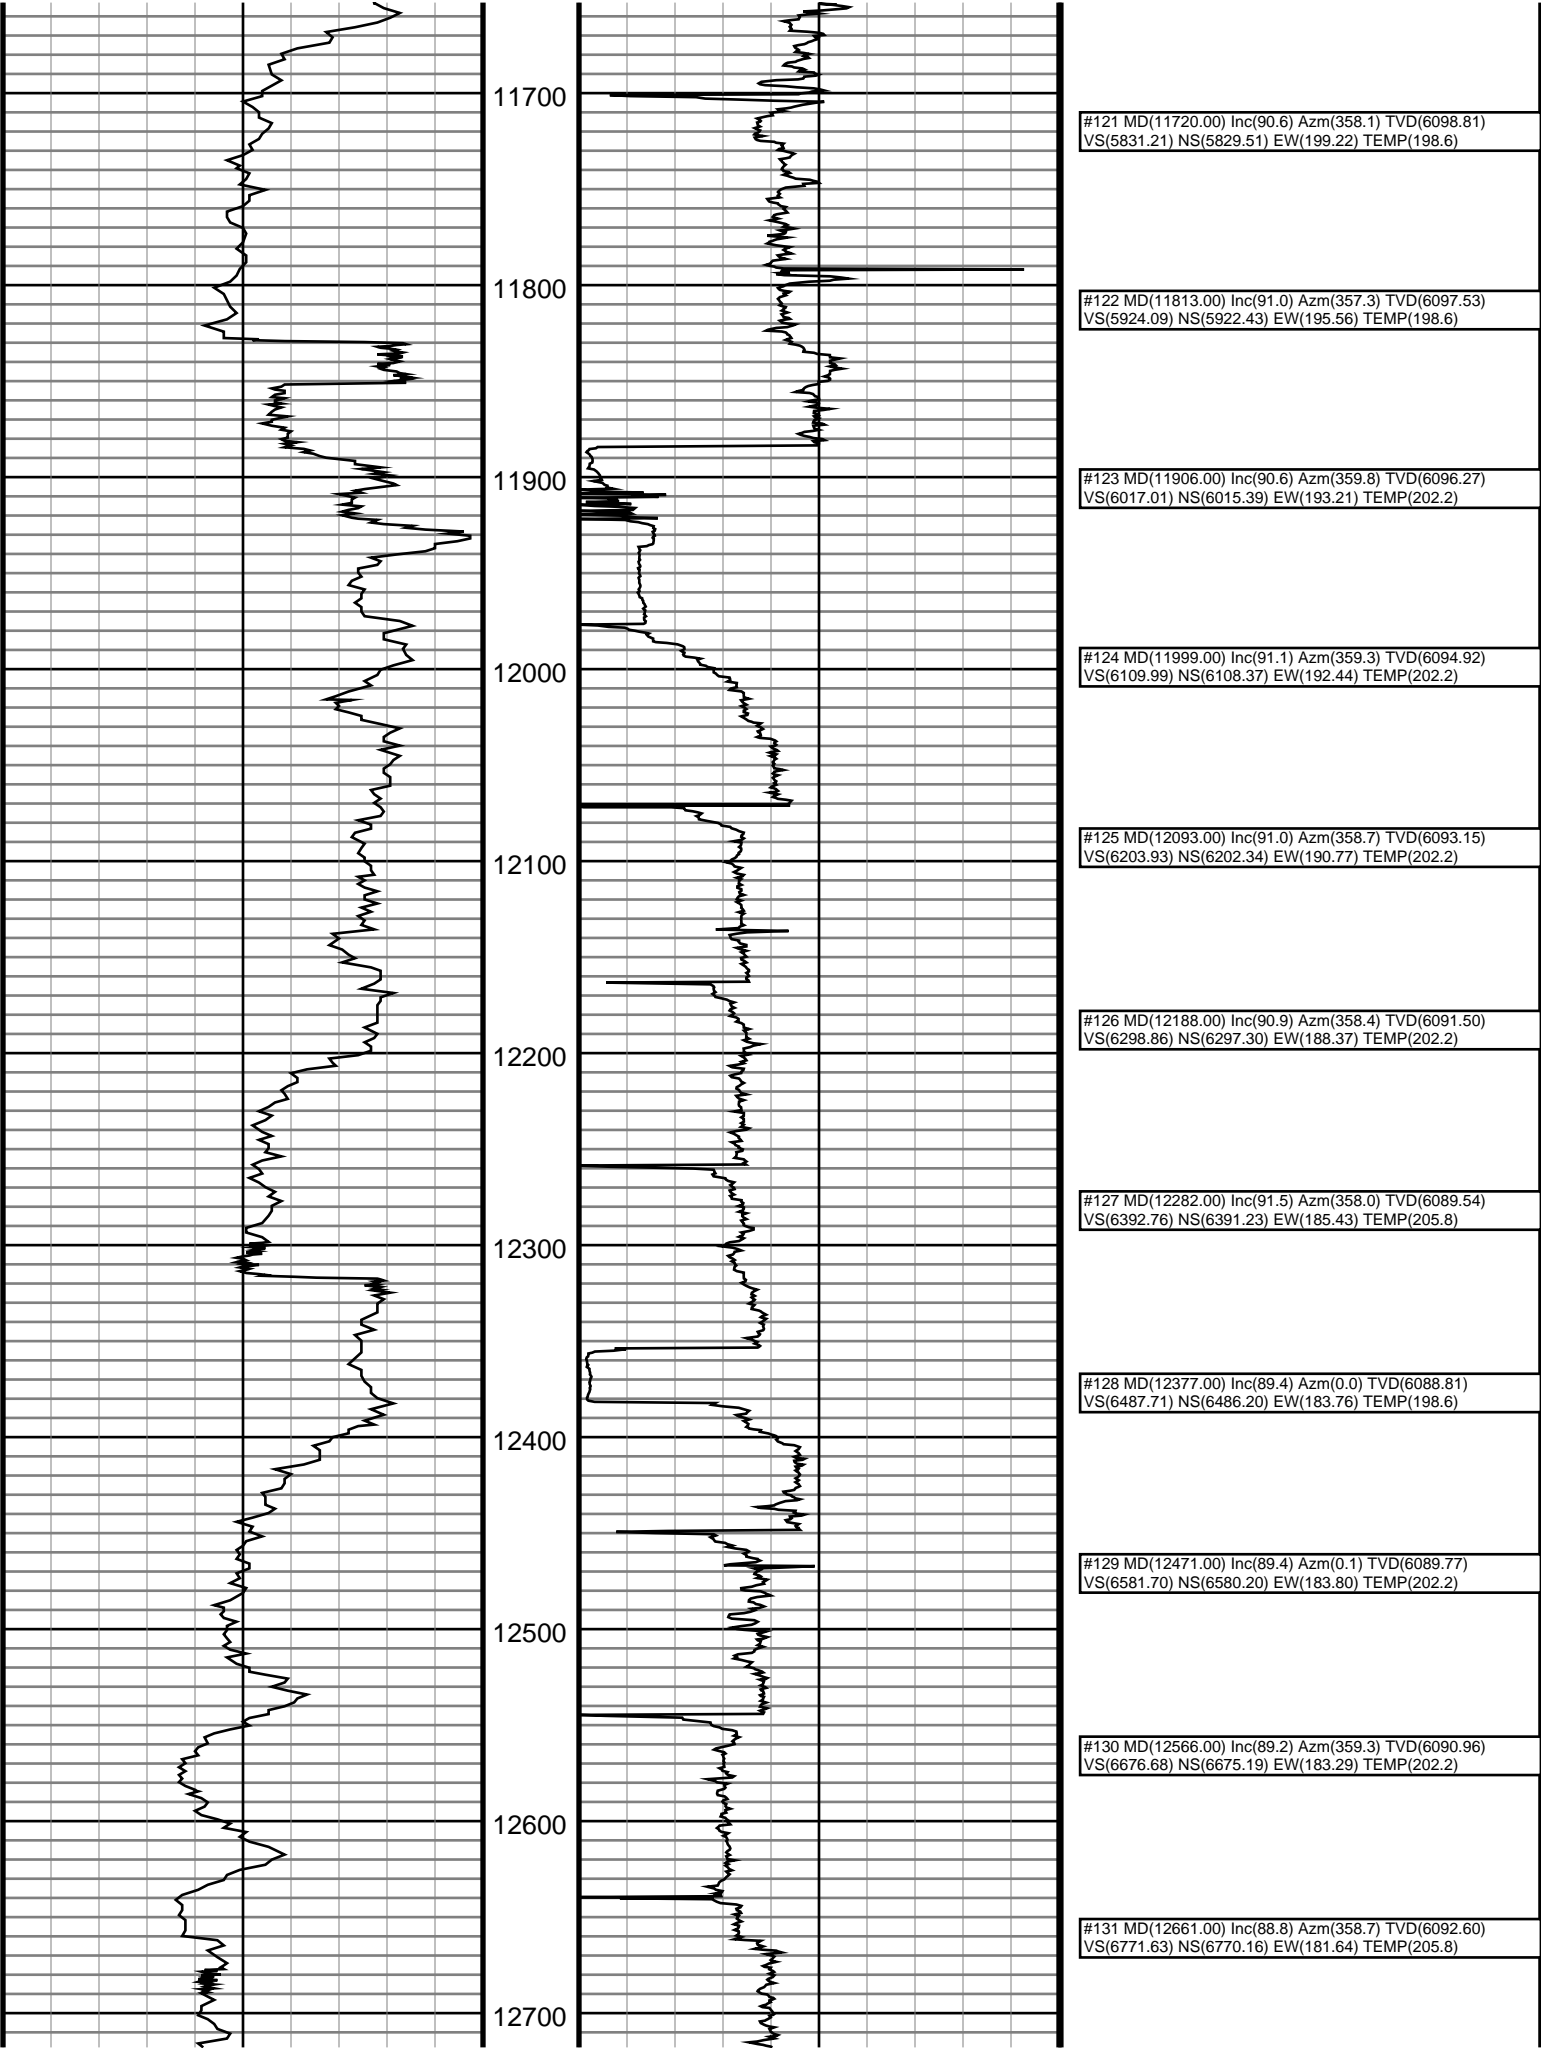 11700
#121 MD(11720.00) Inc(90.6) Azm(358.1) TVD(6098.81)
VS(5831.21) NS(5829.51) EW(199.22) TEMP(198.6)
11800
#122 MD(11813.00) Inc(91.0) Azm(357.3) TVD(6097.53)
VS(5924.09) NS(5922.43) EW(195.56) TEMP(198.6)
11900
#123 MD(11906.00) Inc(90.6) Azm(359.8) TVD(6096.27)
VS(6017.01) NS(6015.39) EW(193.21) TEMP(202.2)
12000
#124 MD(11999.00) Inc(91.1) Azm(359.3) TVD(6094.92)
VS(6109.99) NS(6108.37) EW(192.44) TEMP(202.2)
12100
#125 MD(12093.00) Inc(91.0) Azm(358.7) TVD(6093.15)
VS(6203.93) NS(6202.34) EW(190.77) TEMP(202.2)
12200
#126 MD(12188.00) Inc(90.9) Azm(358.4) TVD(6091.50)
VS(6298.86) NS(6297.30) EW(188.37) TEMP(202.2)
12300
#127 MD(12282.00) Inc(91.5) Azm(358.0) TVD(6089.54)
VS(6392.76) NS(6391.23) EW(185.43) TEMP(205.8)
12400
#128 MD(12377.00) Inc(89.4) Azm(0.0) TVD(6088.81)
VS(6487.71) NS(6486.20) EW(183.76) TEMP(198.6)
12500
#129 MD(12471.00) Inc(89.4) Azm(0.1) TVD(6089.77)
VS(6581.70) NS(6580.20) EW(183.80) TEMP(202.2)
12600
#130 MD(12566.00) Inc(89.2) Azm(359.3) TVD(6090.96)
VS(6676.68) NS(6675.19) EW(183.29) TEMP(202.2)
12700
#131 MD(12661.00) Inc(88.8) Azm(358.7) TVD(6092.60)
VS(6771.63) NS(6770.16) EW(181.64) TEMP(205.8)